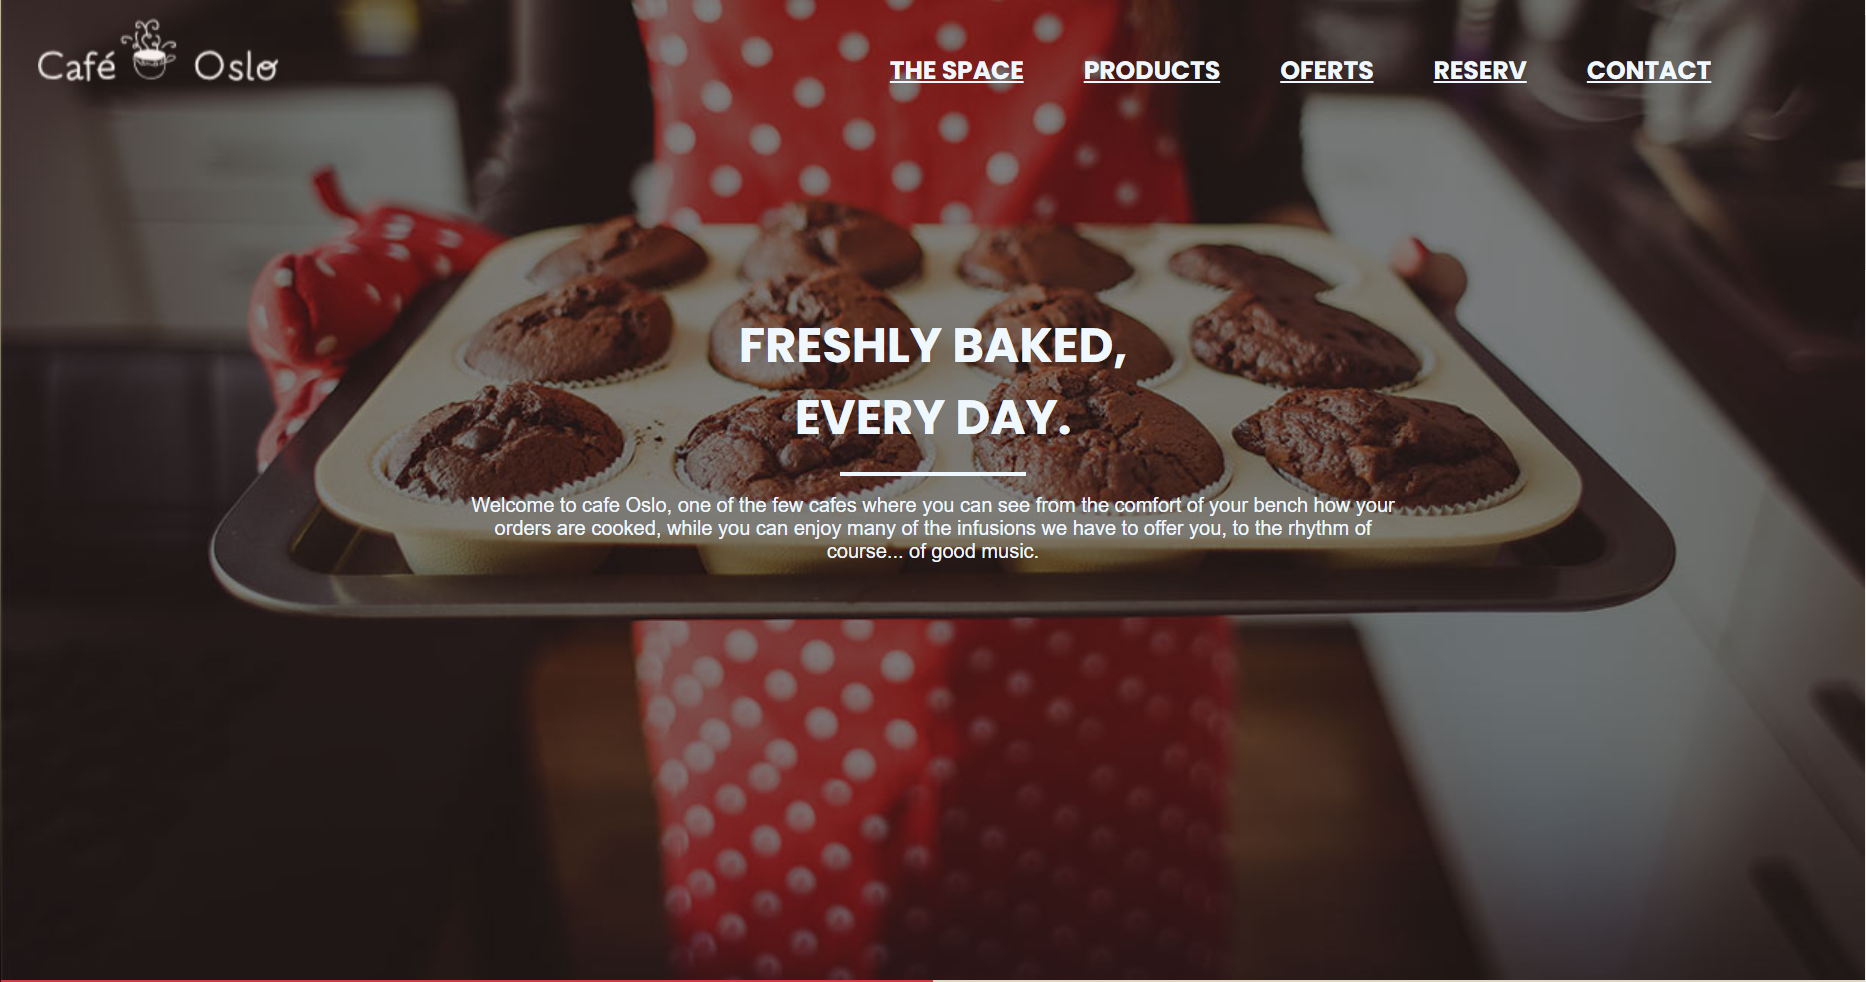 Café Oslo
THE SPACE PRODUCTS OFERTS RESERV CONTACT
FRESHLY BAKED,
EVERY DAY.
Welcome to cafe Oslo, one of the few cafes where you can see from the comfort of your bench how your
orders are cooked, while you can enjoy many of the infusions we have to offer you, to the rhythm of
course... of good music.